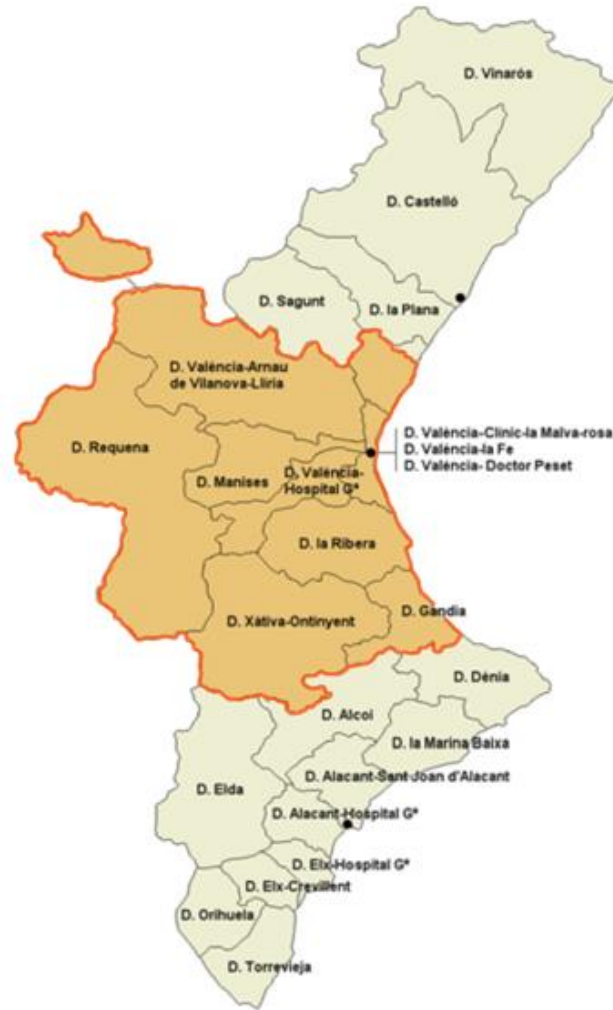 D. Vinarós
D. Castelló
D. Sagunt
D. la Plana
D. València-Arnau
de Vilanova-Llíria
D. València-Clínic-la Malva-rosa
D. València-la Fe
D. València- Doctor Peset
D. Requena
D. Manises
D. València-
Hospital Gª
D. la Ribera
D. Xàtiva-Ontinyent
D. Gandia
D. Dénia
D. Alcoi
D. la Marina Baixa
D. Alacant-Sant Joan d'Alacant
D. Elda
D. Alacant-Hospital Gª
D. Elx-Hospital Gª
D. Elx-Crevillent
D. Orihuela
D. Torrevieja